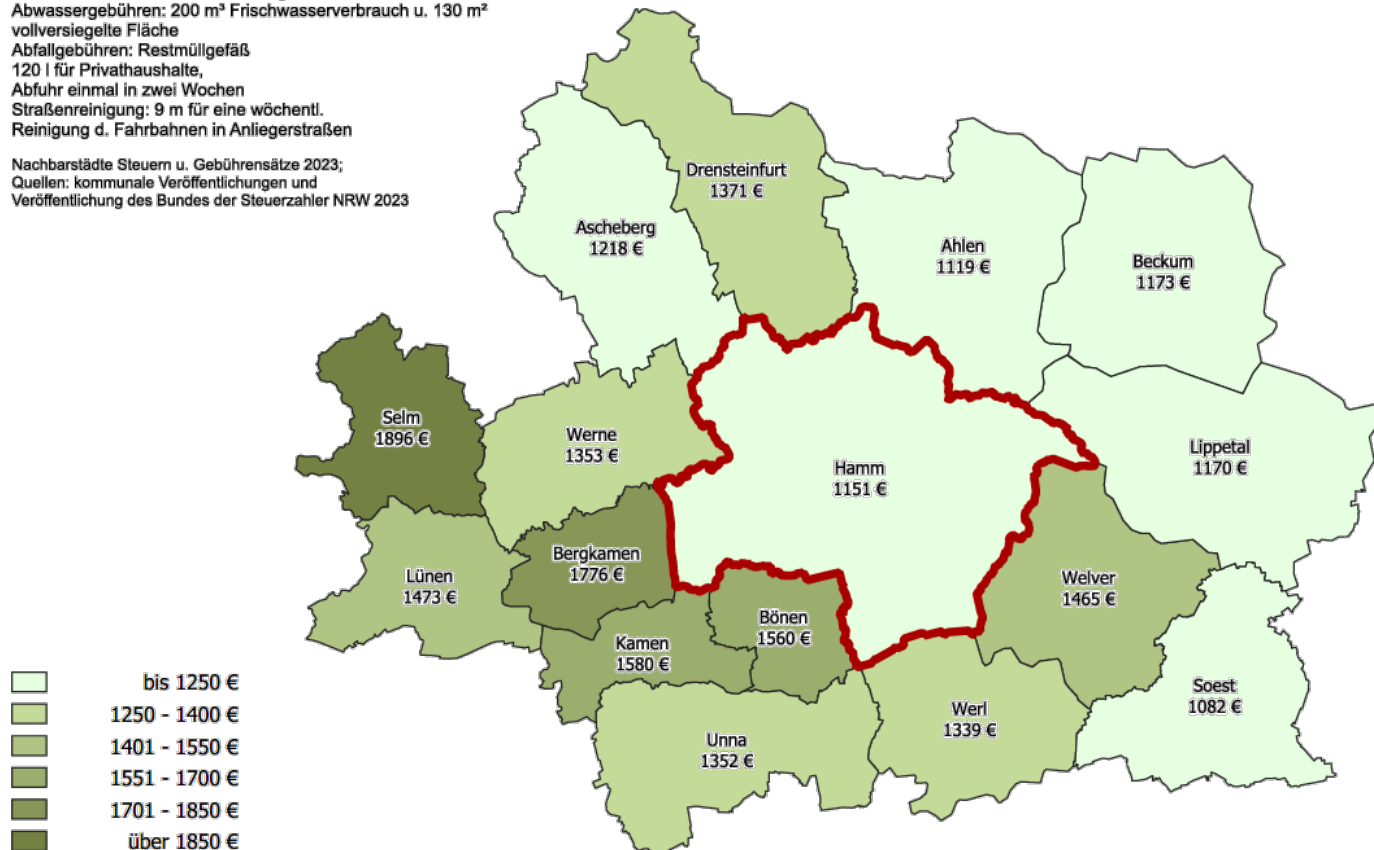 Abwassergebühren: 200 m³ Frischwasserverbrauch u. 130 m²
vollversiegelte Fläche
Abfallgebühren: Restmüllgefäß
120 l für Privathaushalte,
Abfuhr einmal in zwei Wochen
Straßenreinigung: 9 m für eine wöchentl.
Reinigung d. Fahrbahnen in Anliegerstraßen
Nachbarstädte Steuern u. Gebührensätze 2023;
Quellen: kommunale Veröffentlichungen und
Veröffentlichung des Bundes der Steuerzahler NRW 2023
Drensteinfurt
1371 €
Ascheberg
1218 €
Ahlen
1119 €
Beckum
1173 €
Selm
1896 €
Werne
1353 €
Hamm
1151 €
Lippetal
1170 €
Bergkamen
1776 €
Lünen
1473 €
Welver
1465 €
Bönen
1560 €
Kamen
1580 €
Soest
1082 €
Werl
1339 €
Unna
1352 €
bis 1250 €
1250 - 1400 €
1401 - 1550 €
1551 - 1700 €
1701 - 1850 €
über 1850 €